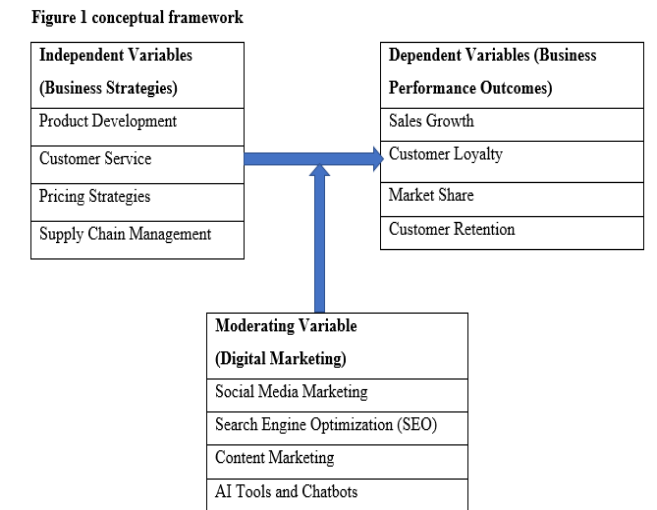 Figure 1 conceptual framework
Independent Variables
(Business Strategies)
Product Development
Customer Service
Pricing Strategies
Supply Chain Management
Dependent Variables (Business
Performance Outcomes)
Sales Growth
Customer Loyalty
Market Share
Customer Retention
Moderating Variable
(Digital Marketing)
Social Media Marketing
Search Engine Optimization (SEO)
Content Marketing
AI Tools and Chatbots